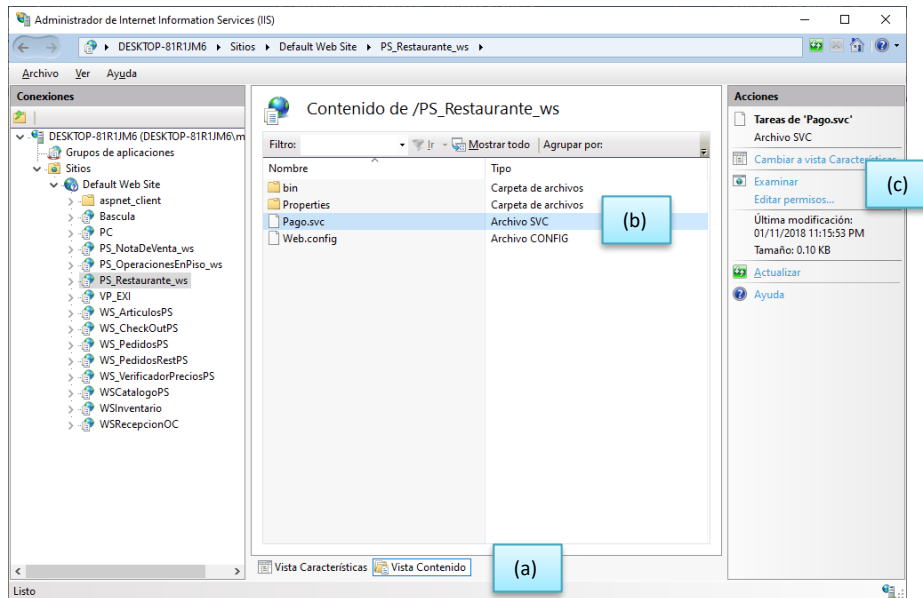 Administrador de Internet Information Services (IIS)
DESKTOP-81R1JM6 Sitios Default Web Site PS_Restaurante_ws
Archivo Ver Ayuda
Conexiones
DESKTOP-81R1JM6 (DESKTOP-81R1JM6\m
Grupos de aplicaciones
Sitios
Default Web Site
aspnet_client
Bascula
PC
PS_NotaDeVenta_ws
PS_OperacionesEnPiso_ws
PS_Restaurante_ws
VP_EXI
WS_ArticulosPS
WS_CheckOutPS
WS_PedidosPS
WS_PedidosRestPS
WS_VerificadorPreciosPS
WSCatalogoPS
WSInventario
WSRecepcionOC
Contenido de /PS_Restaurante_ws
Filtro: Ir Mostrar todo Agrupar por:
Nombre Tipo
bin Carpeta de archivos
Properties Carpeta de archivos
Pago.svc Archivo SVC
Web.config Archivo CONFIG
(b)
Vista Características Vista Contenido
(a)
Acciones
Tareas de 'Pago.svc'
Archivo SVC
Cambiar a vista Características
Examinar
(c)
Editar permisos...
Última modificación:
01/11/2018 11:15:53 PM
Tamaño: 0.10 KB
Actualizar
Ayuda
Listo